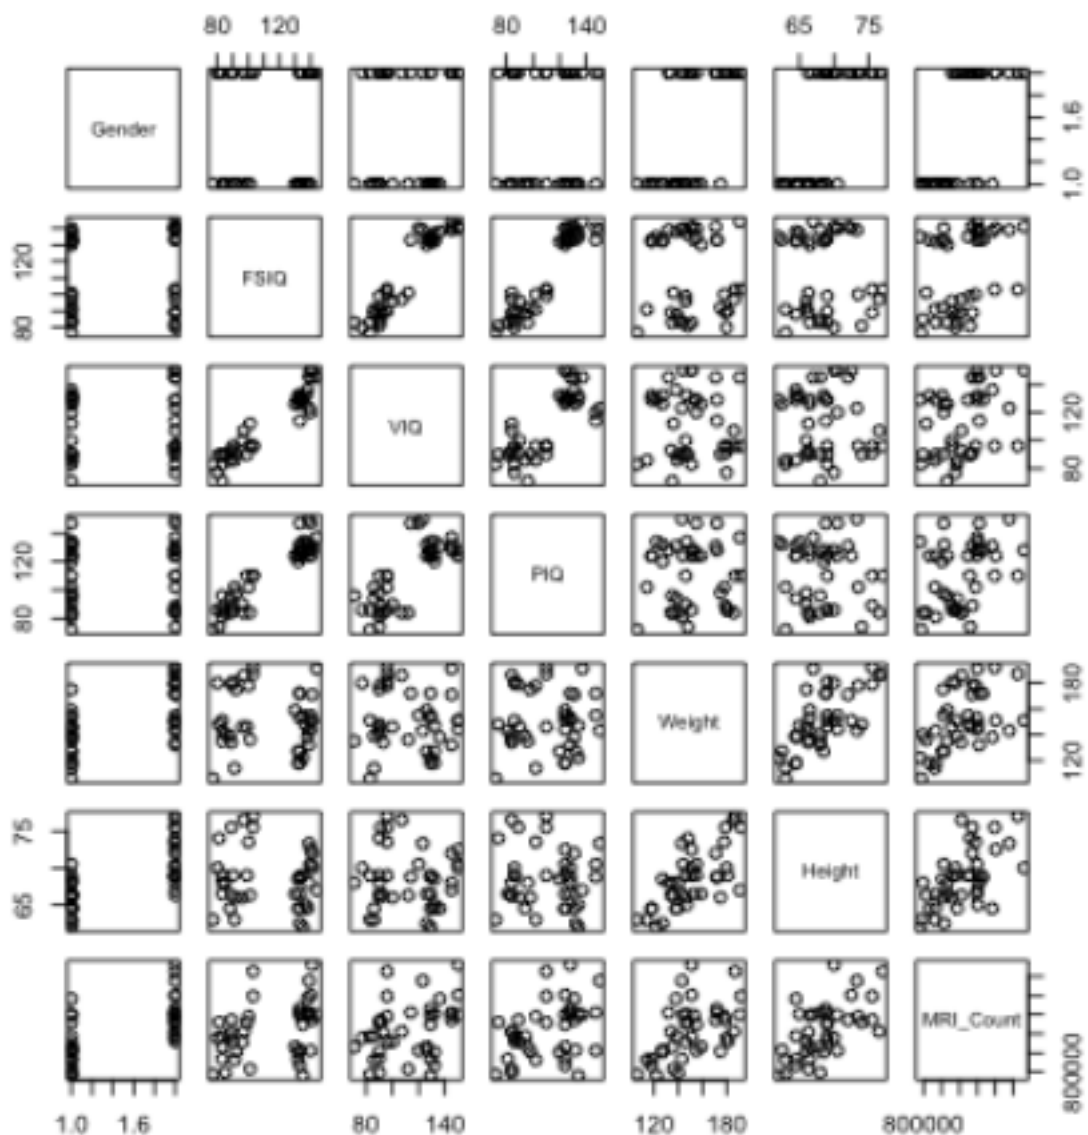 80 120 80 140 65 75
Gender 1.0 1.6
80 120 FSIQ
VIQ 80 120
80 120 PIQ
Weight 120 180
65 75 Height
MRI_Count 800000
1.0 1.6 80 140 120 180 800000